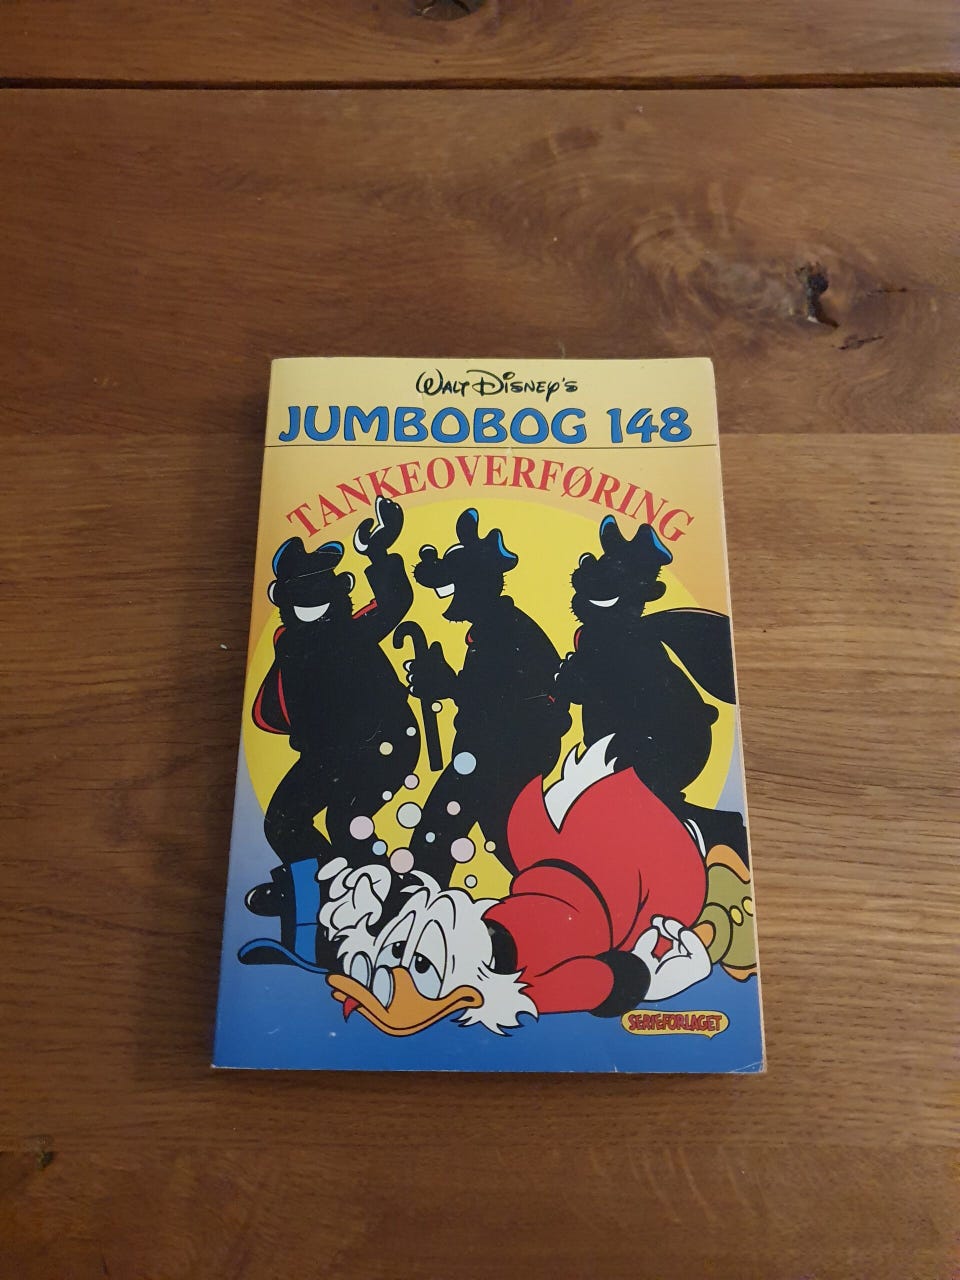 WALT DISNEY'S
JUMBOBOG 148
TANKEOVERFØRING
SERIEFORLAGET